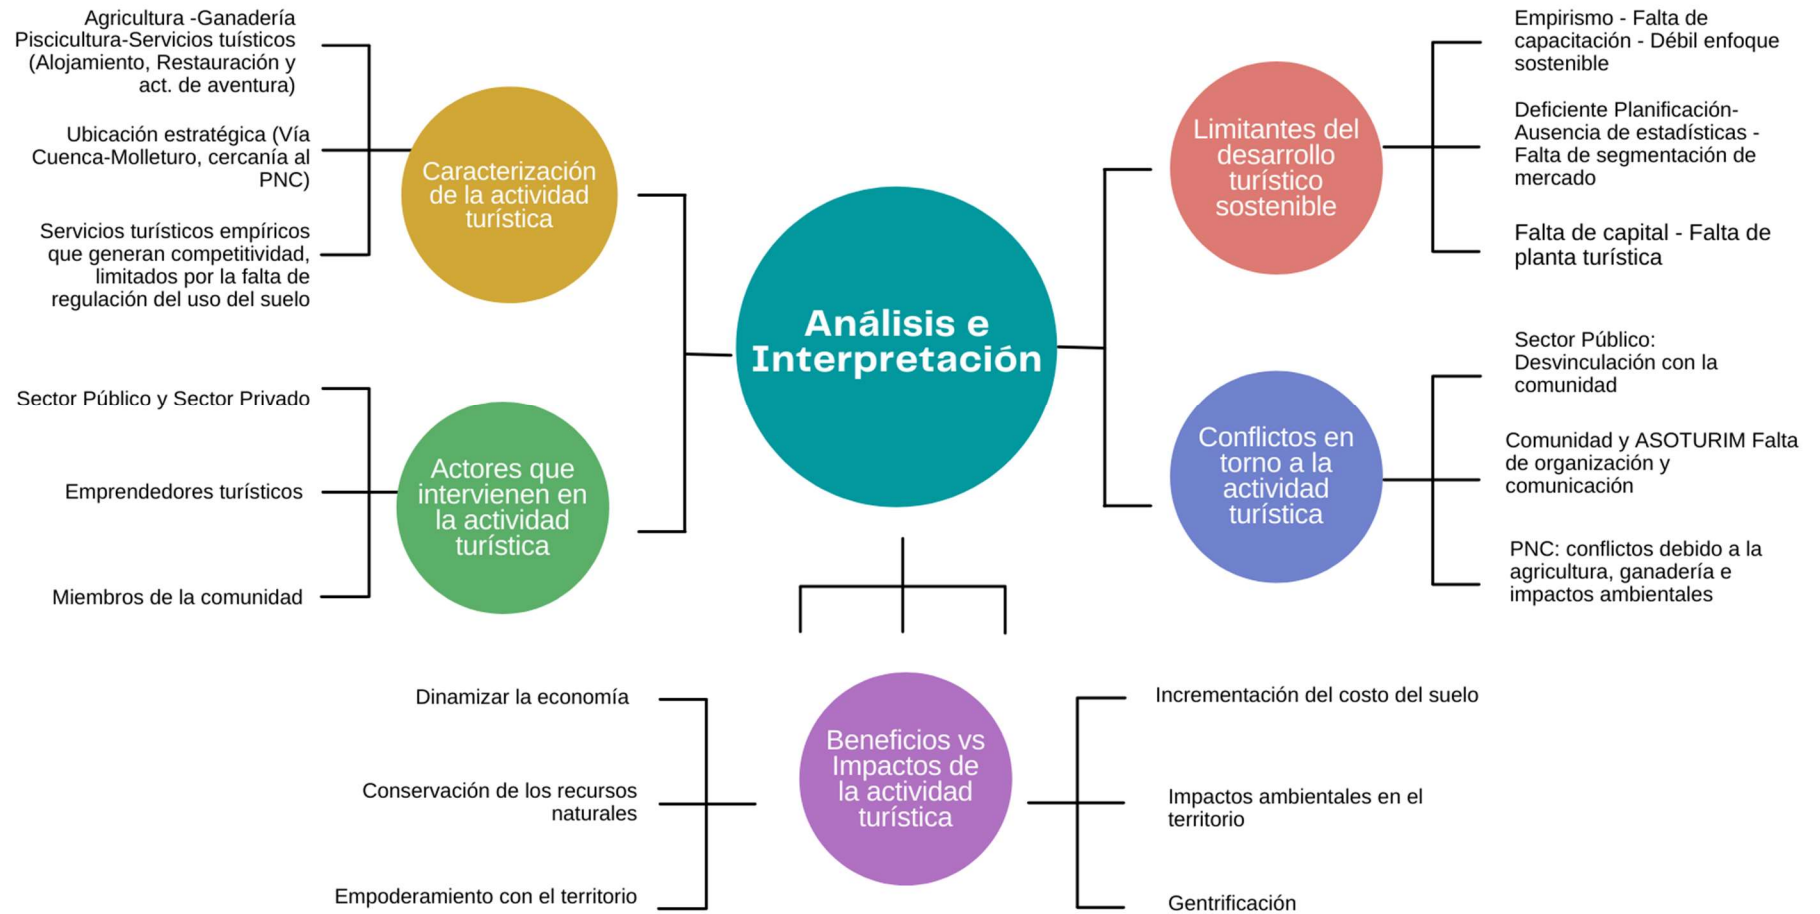 Agricultura -Ganadería
Piscicultura-Servicios tuísticos
(Alojamiento, Restauración y
act. de aventura)
Ubicación estratégica (Vía
Cuenca-Molleturo, cercanía al
PNC)
Servicios turísticos empíricos
que generan competitividad,
limitados por la falta de
regulación del uso del suelo
Caracterización
de la actividad
turística
Sector Público y Sector Privado
Emprendedores turísticos
Miembros de la comunidad
Actores que
intervienen en
la actividad
turística
Análisis e
Interpretación
Limitantes del
desarrollo
turístico
sostenible
Empirismo - Falta de
capacitación - Débil enfoque
sostenible
Deficiente Planificación-
Ausencia de estadísticas -
Falta de segmentación de
mercado
Falta de capital - Falta de
planta turística
Conflictos en
torno a la
actividad
turística
Sector Público:
Desvinculación con la
comunidad
Comunidad y ASOTURIM Falta
de organización y
comunicación
PNC: conflictos debido a la
agricultura, ganadería e
impactos ambientales
Dinamizar la economía
Conservación de los recursos
naturales
Empoderamiento con el territorio
Beneficios vs
Impactos de
la actividad
turística
Incrementación del costo del suelo
Impactos ambientales en el
territorio
Gentrificación